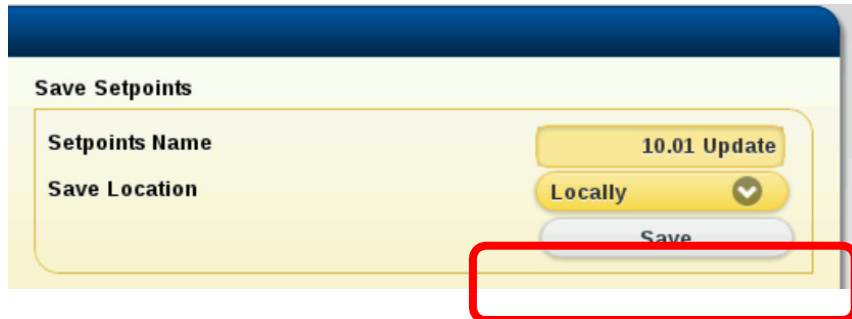 Save Setpoints
Setpoints Name
10.01 Update
Save Location
Locally
Save